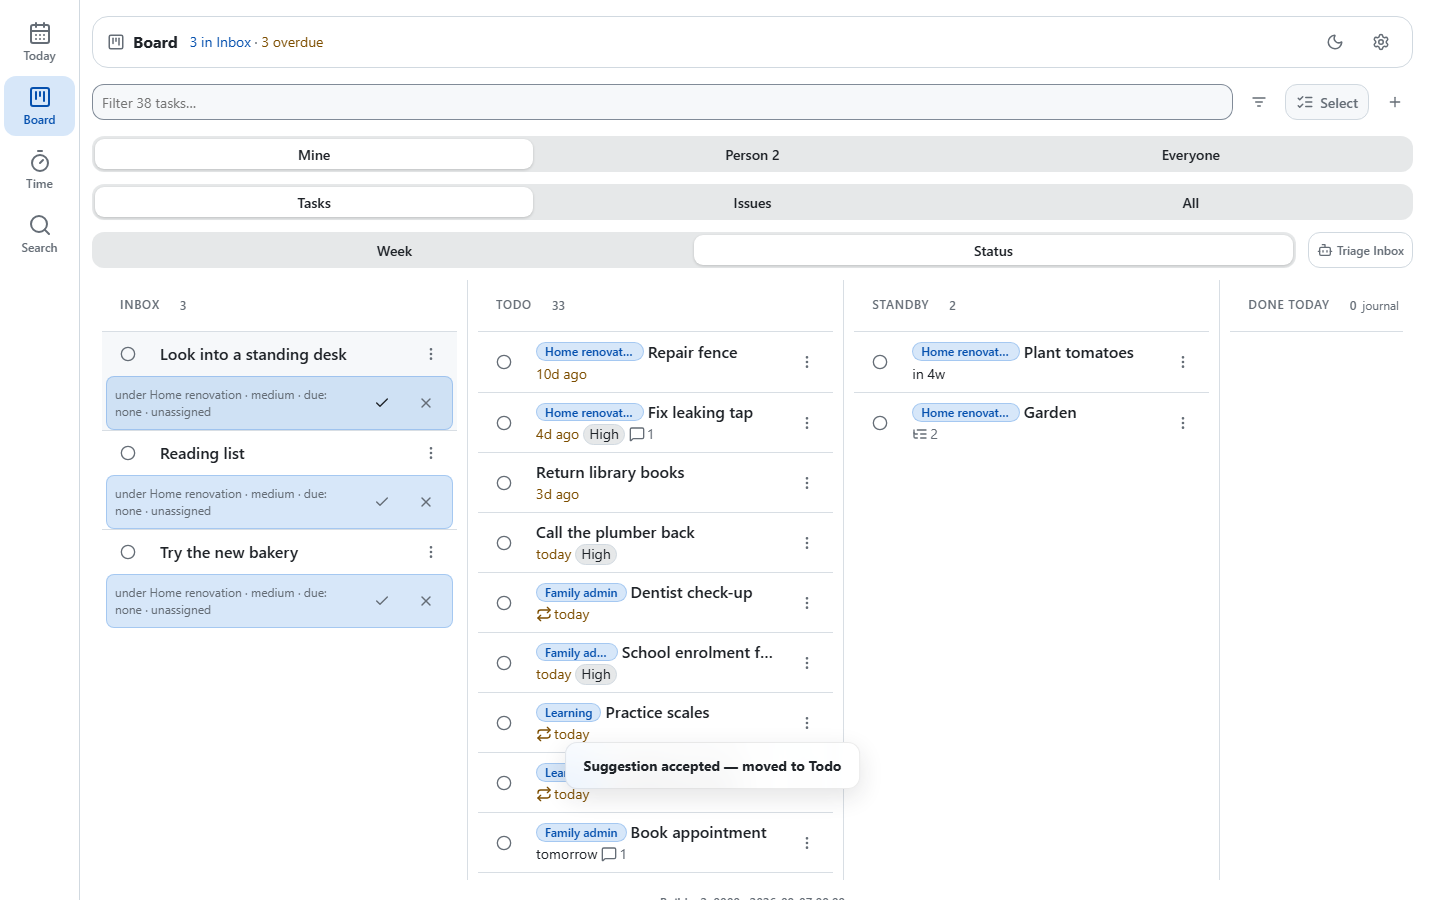 Today
Board
Time
Search
Board 3 in Inbox · 3 overdue
Filter 38 tasks...
Select
Mine Person 2 Everyone
Tasks Issues All
Week Status
Triage Inbox
INBOX 3
Look into a standing desk
under Home renovation · medium · due:
none · unassigned
Reading list
under Home renovation · medium · due:
none · unassigned
Try the new bakery
under Home renovation · medium · due:
none · unassigned
TODO 33
Home renovat... Repair fence
10d ago
Home renovat... Fix leaking tap
4d ago High 1
Return library books
3d ago
Call the plumber back
today High
Family admin Dentist check-up
today
Family ad... School enrolment f...
today High
Learning Practice scales
today
today
Family admin Book appointment
tomorrow 1
STANDBY 2
Home renovat... Plant tomatoes
in 4w
Home renovat... Garden
2
DONE TODAY 0 journal
Suggestion accepted — moved to Todo